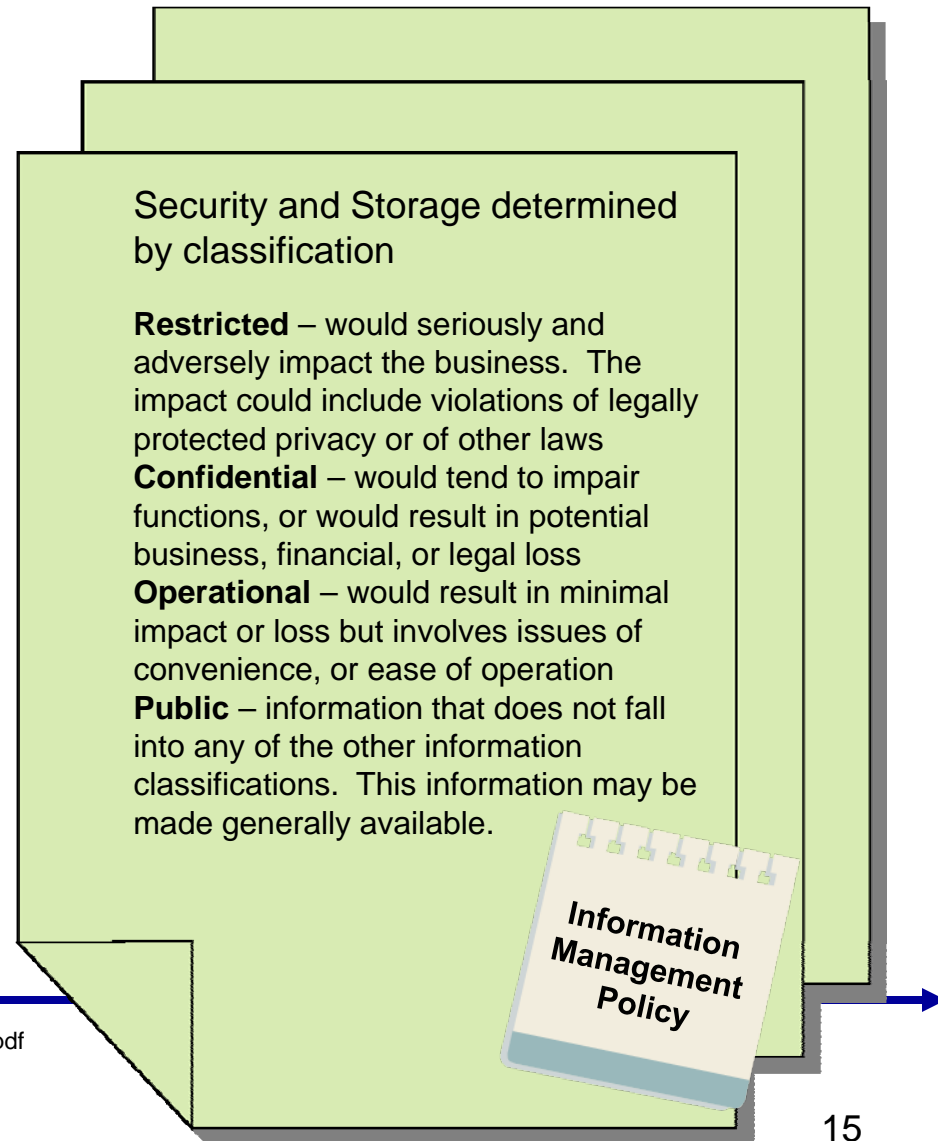 Security and Storage determined
by classification
Restricted – would seriously and
adversely impact the business.  The
impact could include violations of legally
protected privacy or of other laws
Confidential – would tend to impair
functions, or would result in potential
business, financial, or legal loss
Operational – would result in minimal
impact or loss but involves issues of
convenience, or ease of operation
Public – information that does not fall
into any of the other information
classifications.  This information may be
made generally available.
Information
Management
Policy
15